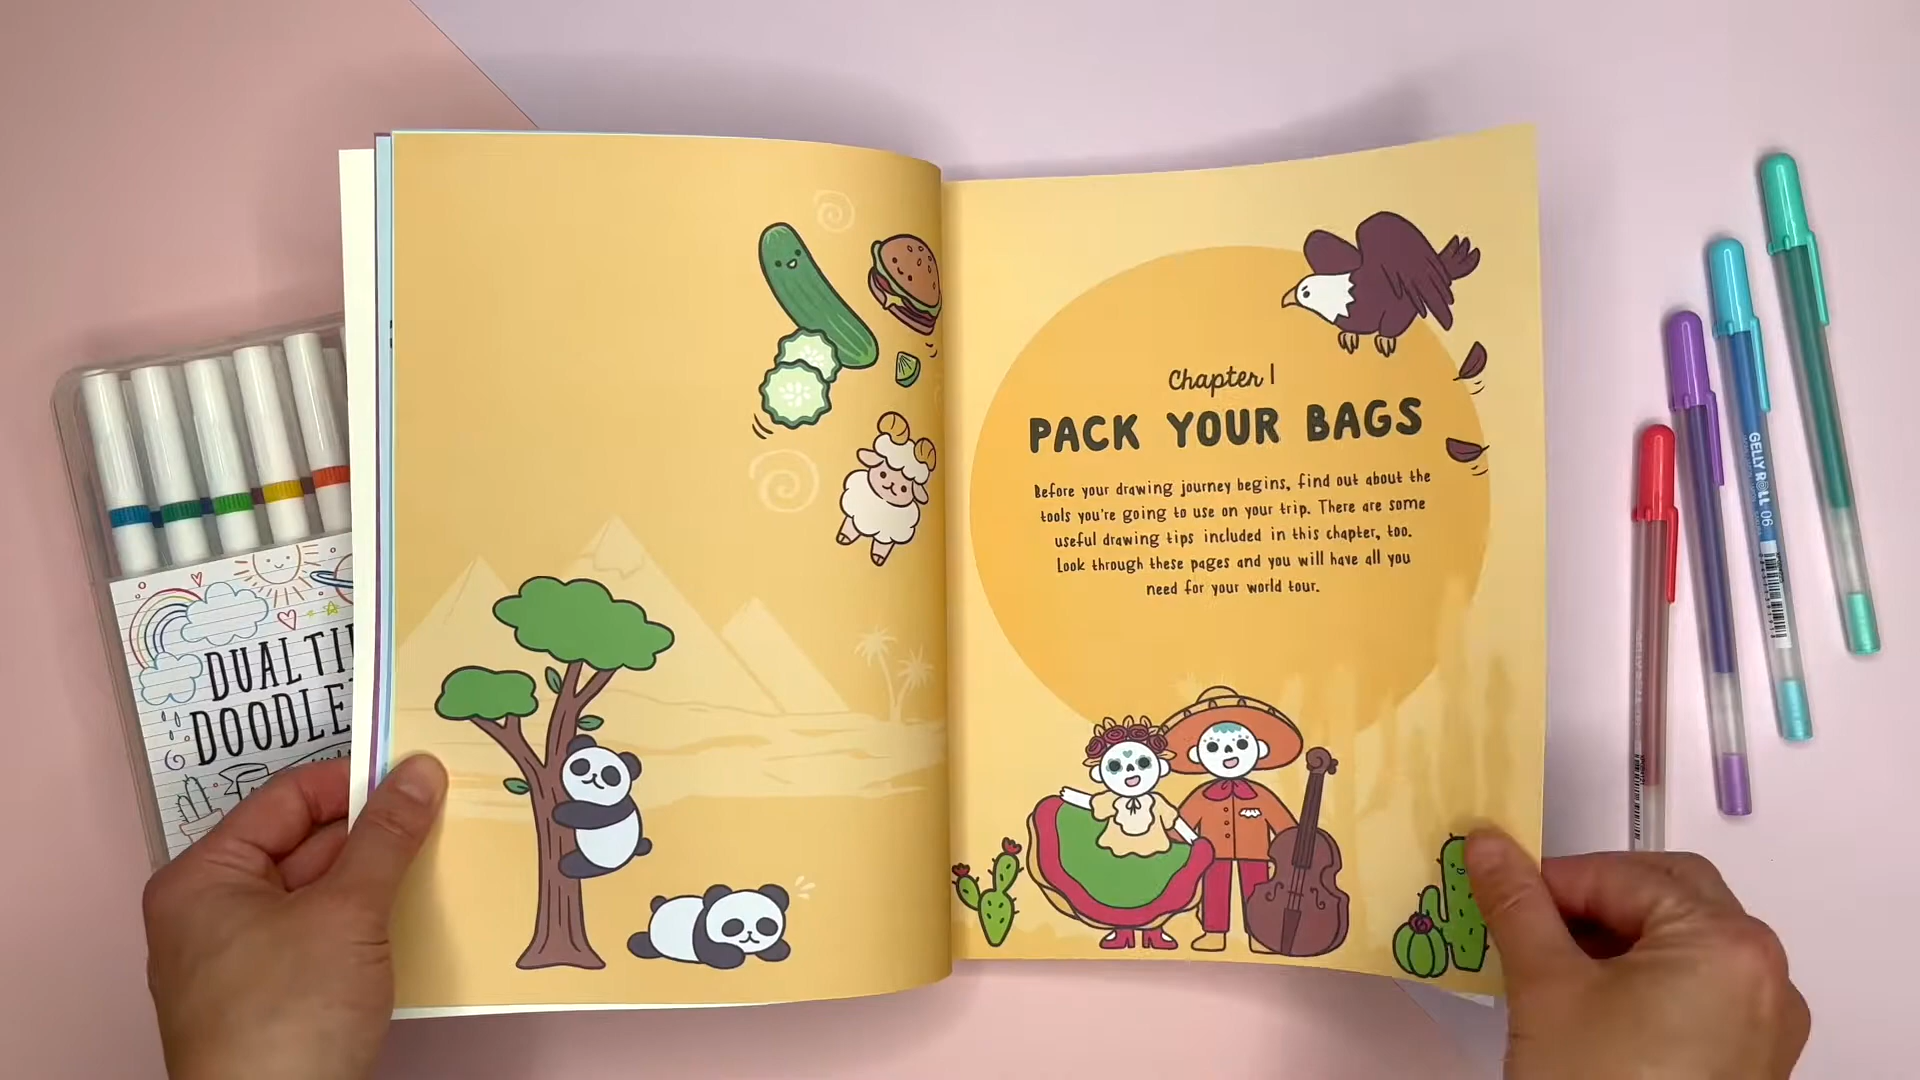 Chapter 1
PACK YOUR BAGS
Before your drawing journey begins, find out about the
tools you're going to use on your trip. There are some
useful drawing tips included in this chapter, too.
Look through these pages and you will have all you
need for your world tour.
DUAL
DOODLE
GELLY ROLL 06